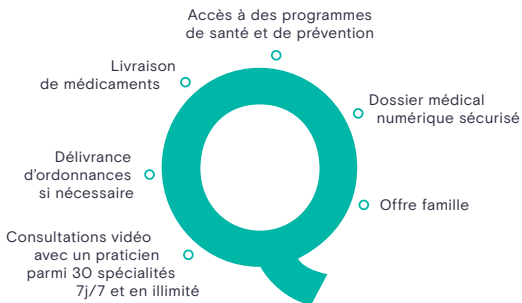 Accès à des programmes
de santé et de prévention
Livraison
de médicaments
Dossier médical
numérique sécurisé
Délivrance
d'ordonnances
si nécessaire
Offre famille
Consultations vidéo
avec un praticien
parmi 30 spécialités
7j/7 et en illimité